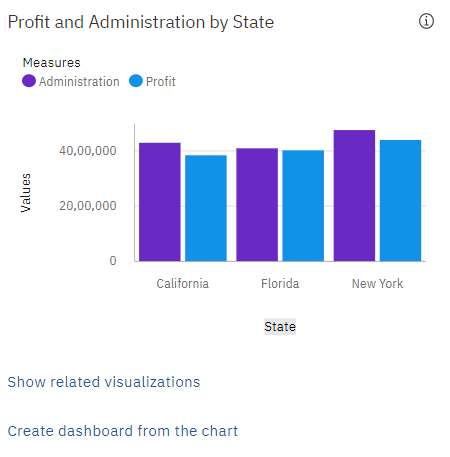 Profit and Administration by State
Measures
Administration Profit
Values
40,00,000
20,00,000
0
California Florida New York
State
Show related visualizations
Create dashboard from the chart